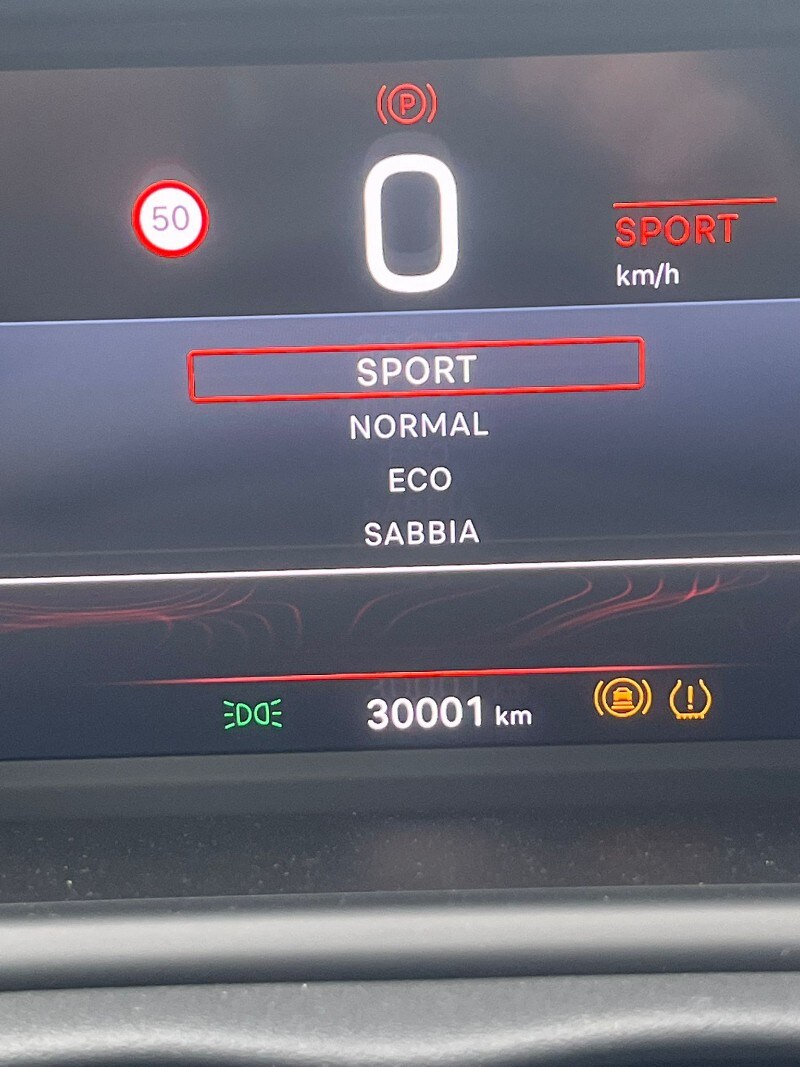 P
0
50
SPORT
km/h
SPORT
NORMAL
ECO
SABBIA
30001 km